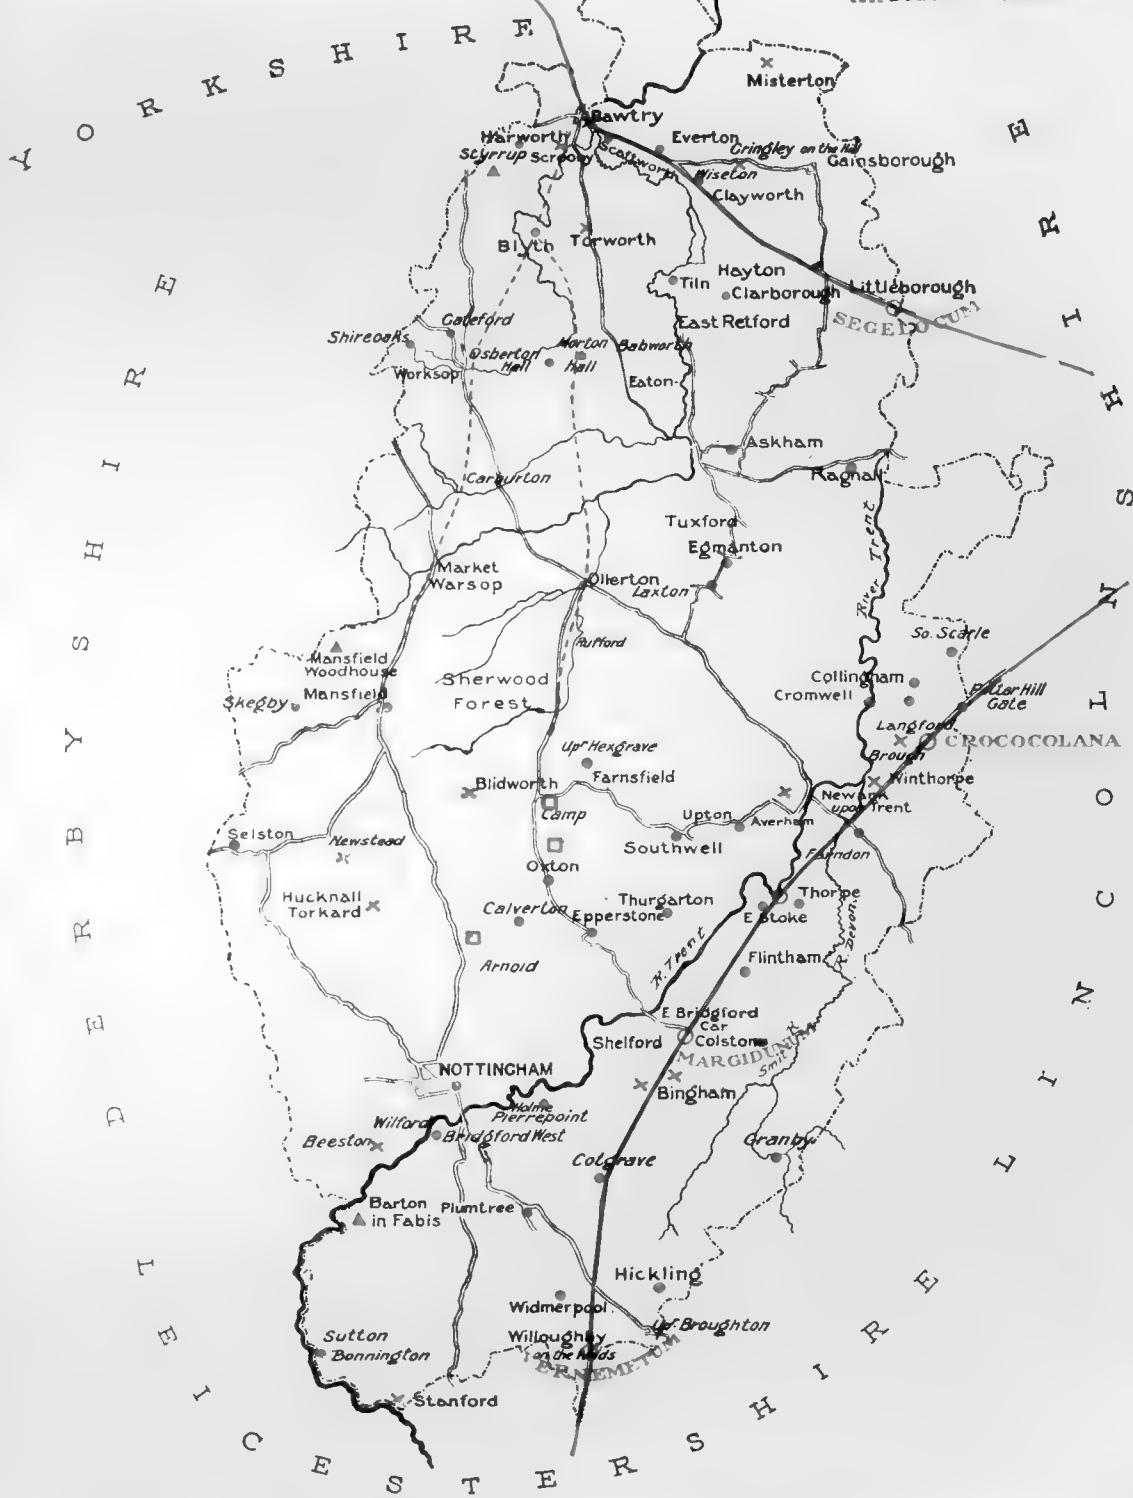 YORKSHIRE
Misterton
Bawtry
Harworth
Everton
Gringley on the Hill
Styrrup
Scrooby
Scaftworth
Gainsborough
Wiseton
Clayworth
Blyth
Torworth
Hayton
Tiln
Clarborough
Littleborough
SEGELOCUM
East Retford
Gateford
Shireoaks
Osberton
Hall
Morton
Hall
Babworth
Worksop
Eaton
Askham
Ragnall
Carburton
Tuxford
Egmanton
River Trent
Market
Warsop
Ollerton
Laxton
Rufford
So. Scarle
Mansfield
Woodhouse
Mansfield
Skegby
Sherwood
Forest
Collingham
Cromwell
Potter Hill
Gate
Langford
CROCOCOLANA
Brough
Upr Hexgrave
Farnsfield
Blidworth
Winthorpe
Camp
Newark
upon Trent
Upton
Averham
Selston
Newstead
Southwell
Farndon
Oxton
Hucknall
Torkard
Thurgarton
Thorpe
Calverton
Epperstone
E Stoke
R. Devon
Arnold
R. Trent
Flintham
E Bridgford
Car
Colston
Shelford
MARGIDUNUM
Smite
NOTTINGHAM
Bingham
Holme
Pierrepoint
Wilford
Beeston
Bridgford West
Granby
Colgrave
Barton
in Fabis
Plumtree
Hickling
Widmerpool
Willoughby
on the Wolds
Upr. Broughton
VERNEMETUM
Sutton
Bonnington
Stanford
DERBYSHIRE
LEICESTERSHIRE
LINCOLNSHIRE